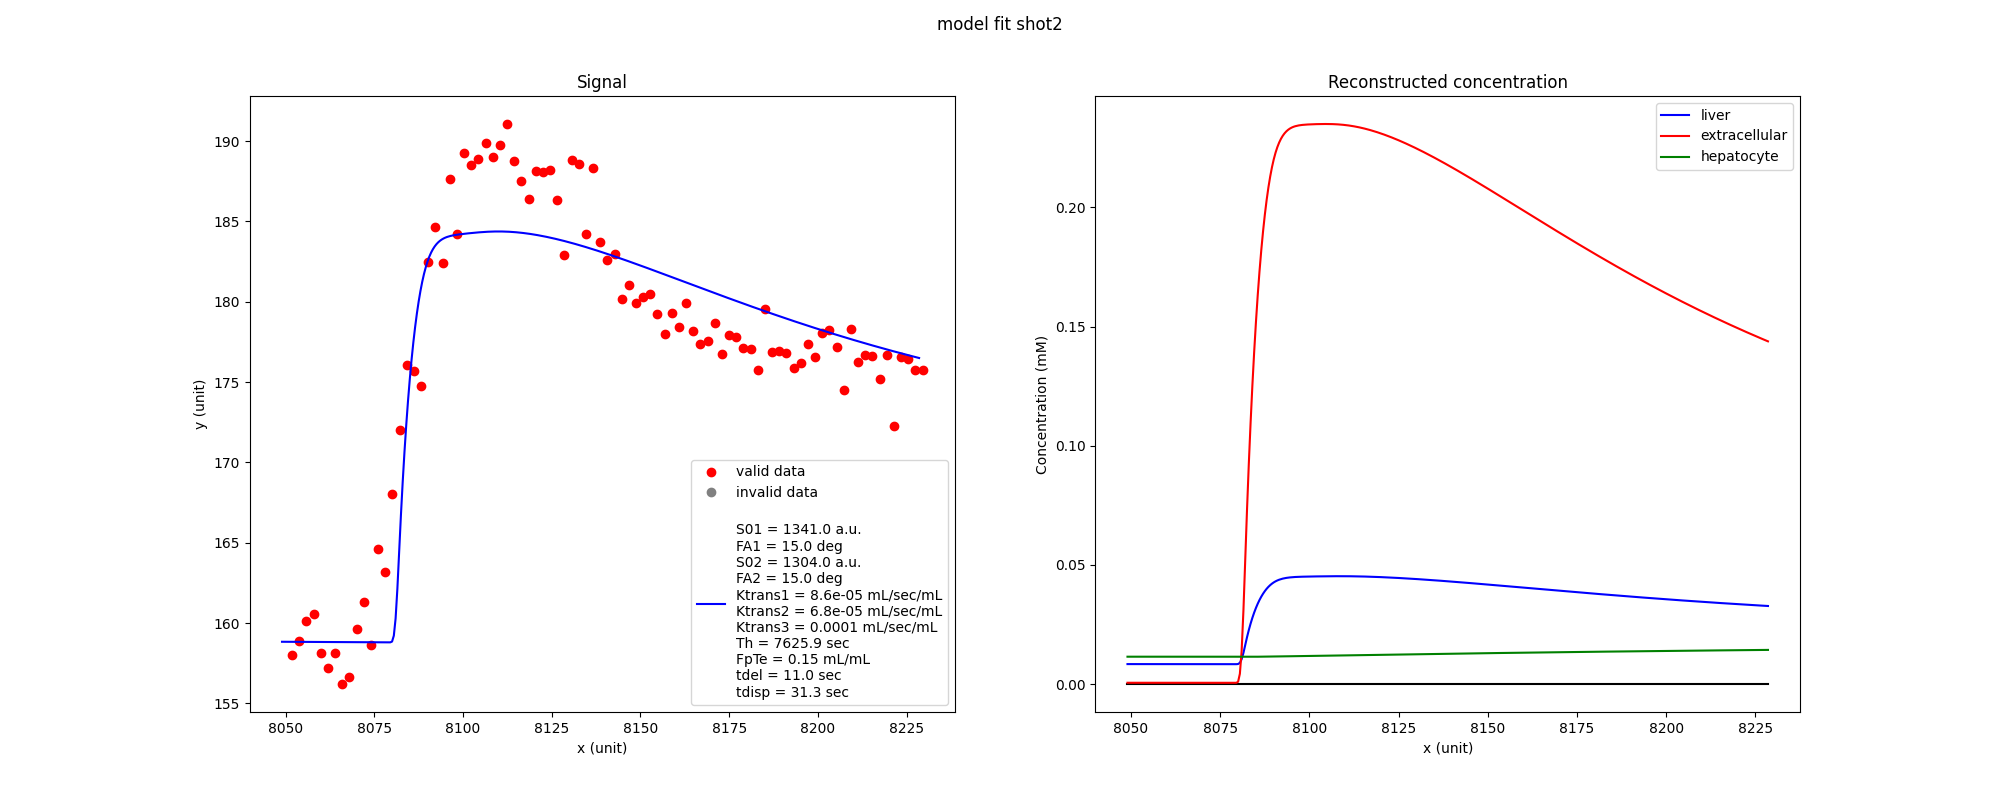 model fit shot2
Signal
190
185
180
175
170
165
160
155
y (unit)
8050 8075 8100 8125 8150 8175 8200 8225
x (unit)
valid data
invalid data
S01 = 1341.0 a.u.
FA1 = 15.0 deg
S02 = 1304.0 a.u.
FA2 = 15.0 deg
Ktrans1 = 8.6e-05 mL/sec/mL
Ktrans2 = 6.8e-05 mL/sec/mL
Ktrans3 = 0.0001 mL/sec/mL
Th = 7625.9 sec
FpTe = 0.15 mL/mL
tdel = 11.0 sec
tdisp = 31.3 sec
Reconstructed concentration
liver
extracellular
hepatocyte
0.20
0.15
0.10
0.05
0.00
Concentration (mM)
8050 8075 8100 8125 8150 8175 8200 8225
x (unit)